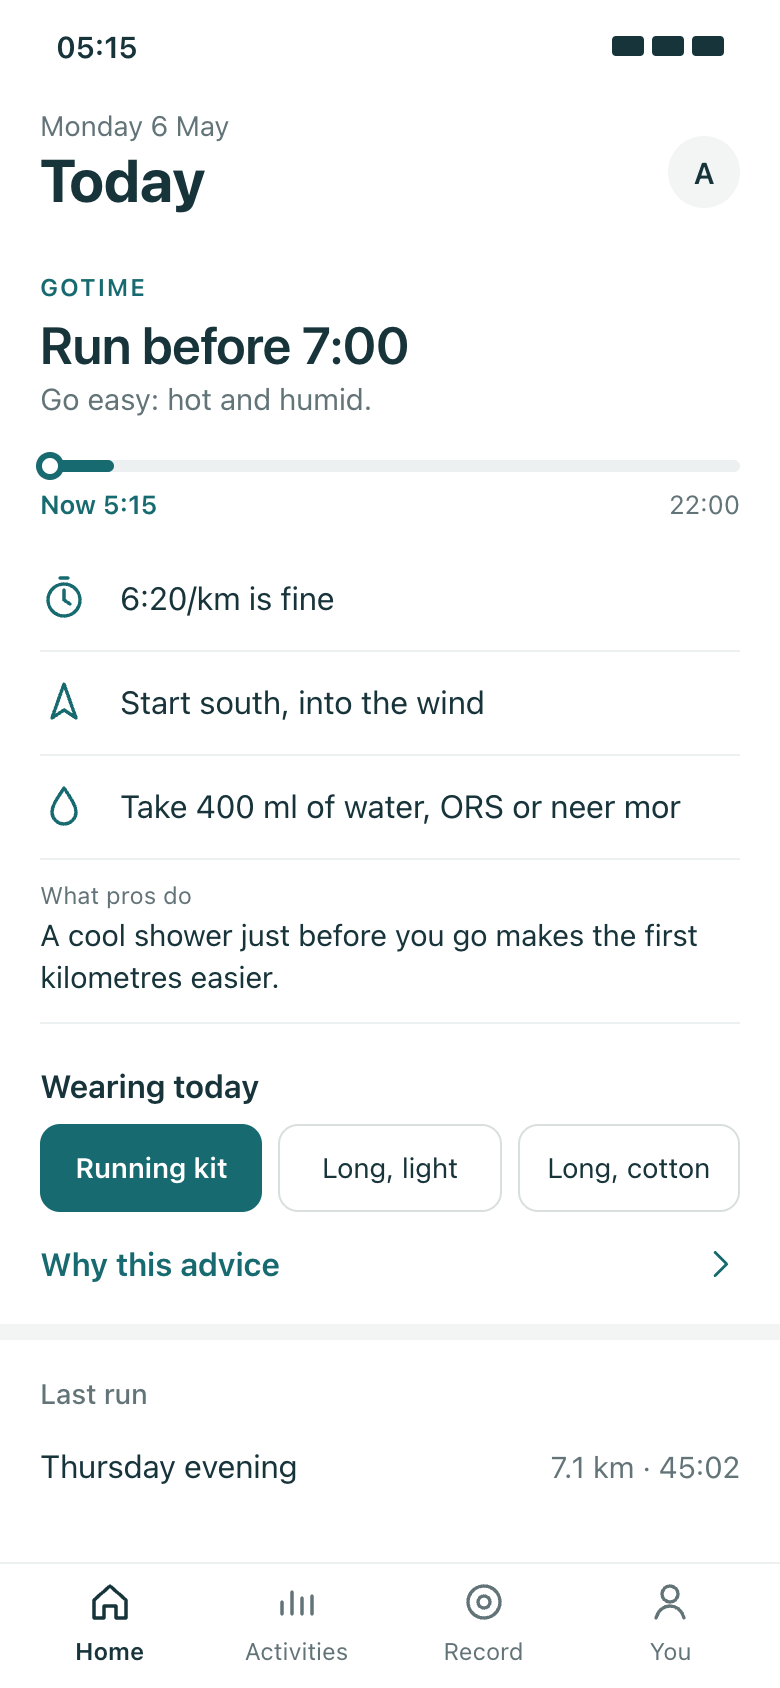 05:15
Monday 6 May
Today
A
GOTIME
Run before 7:00
Go easy: hot and humid.
Now 5:15
22:00
6:20/km is fine
Start south, into the wind
Take 400 ml of water, ORS or neer mor
What pros do
A cool shower just before you go makes the first
kilometres easier.
Wearing today
Running kit
Long, light
Long, cotton
Why this advice
Last run
Thursday evening
7.1 km · 45:02
Home
Activities
Record
You